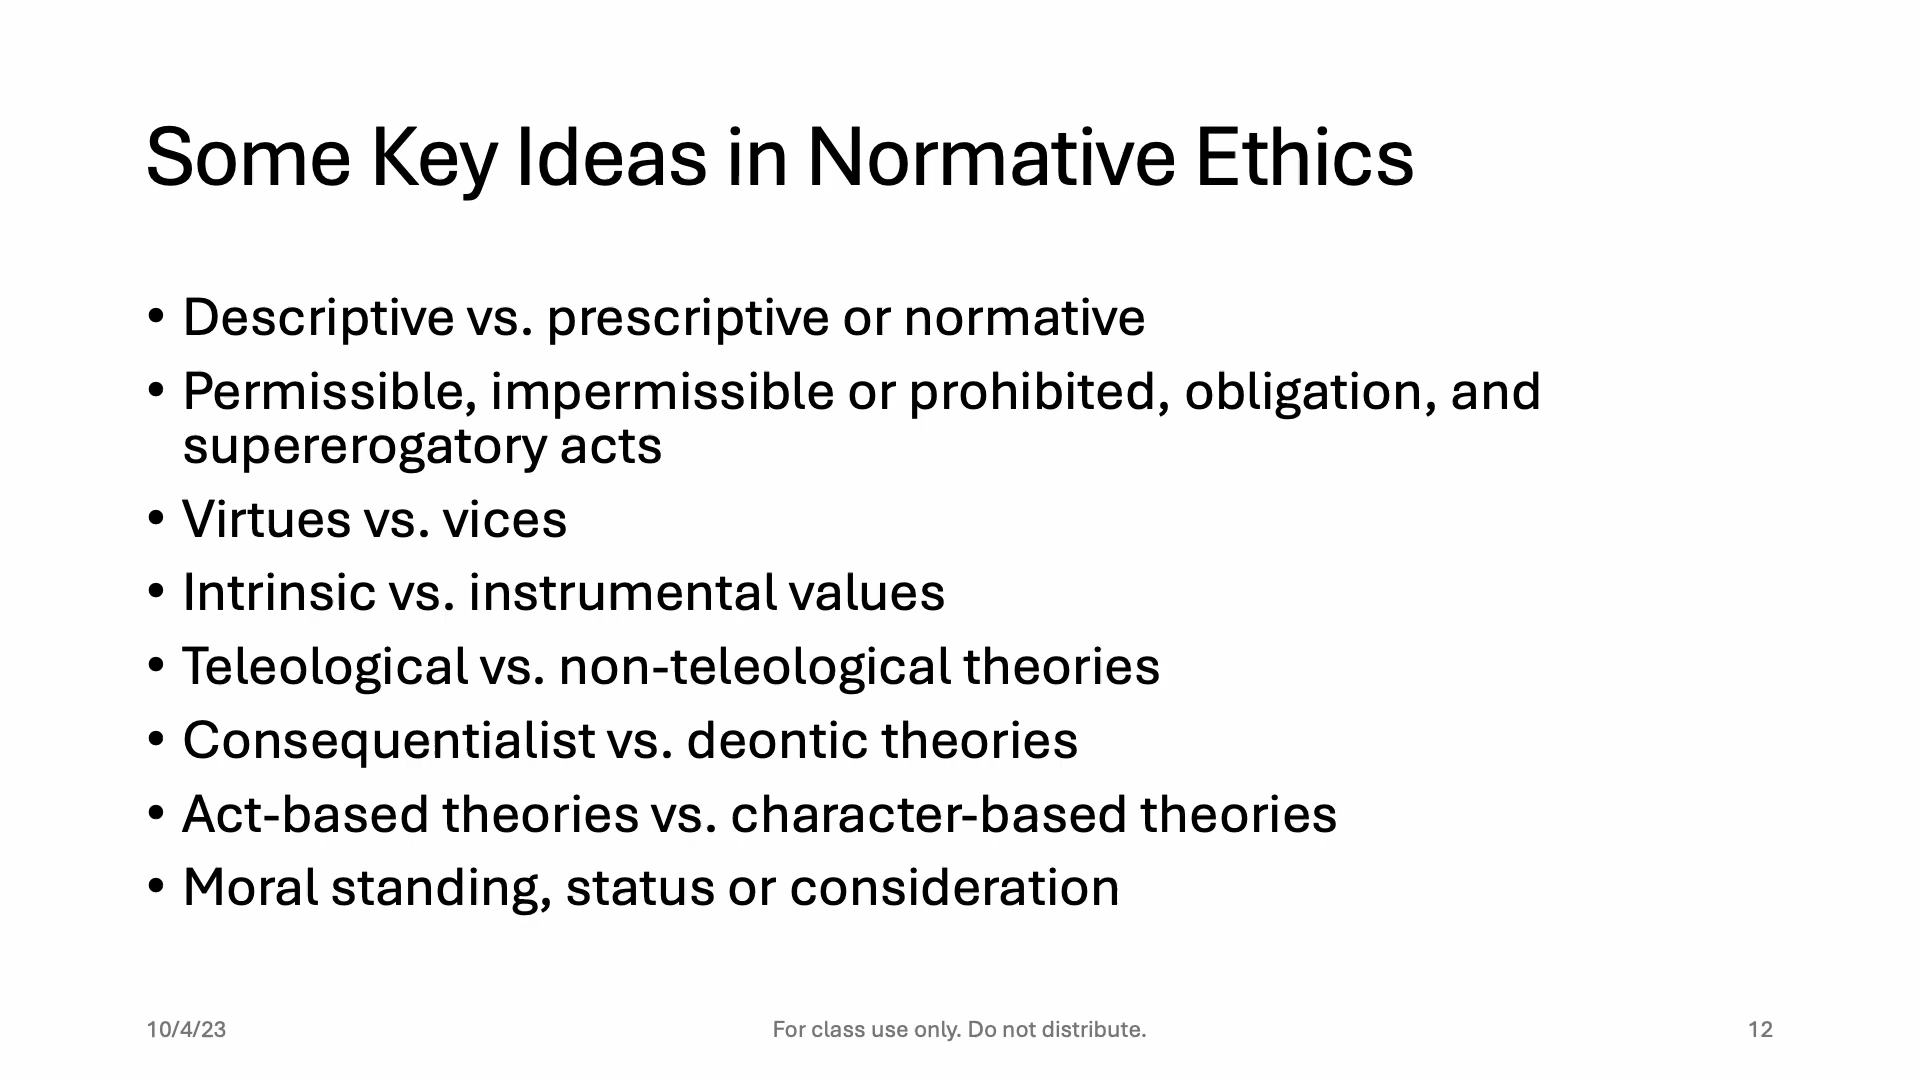 Some Key Ideas in Normative Ethics
• Descriptive vs. prescriptive or normative
• Permissible, impermissible or prohibited, obligation, and
supererogatory acts
• Virtues vs. vices
• Intrinsic vs. instrumental values
• Teleological vs. non-teleological theories
• Consequentialist vs. deontic theories
• Act-based theories vs. character-based theories
• Moral standing, status or consideration
10/4/23
For class use only. Do not distribute.
12